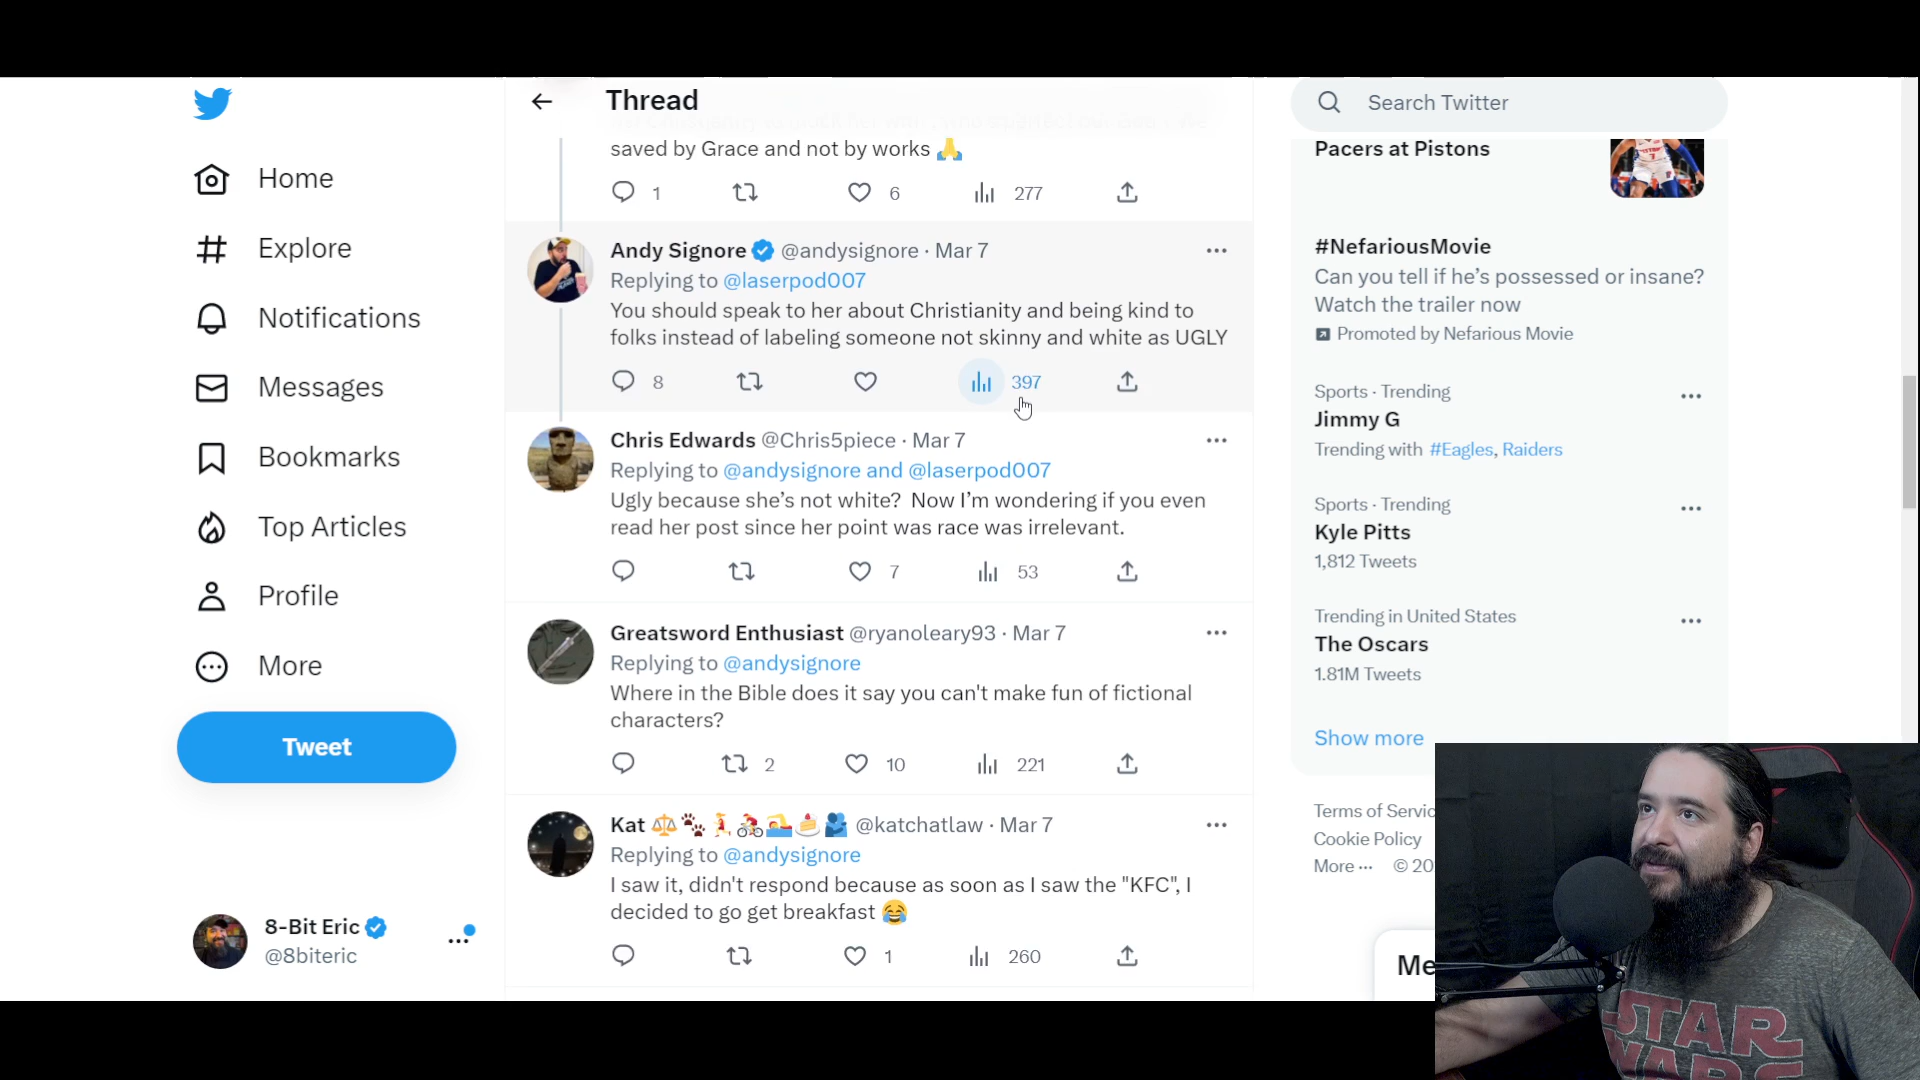 Home
Explore
Notifications
Messages
Bookmarks
Top Articles
Profile
More
Tweet
8-Bit Eric
@8biteric
Thread
saved by Grace and not by works 🙏
1 6 277
Andy Signore @andysignore · Mar 7
Replying to @laserpod007
You should speak to her about Christianity and being kind to
folks instead of labeling someone not skinny and white as UGLY
8 397
Chris Edwards @Chris5piece · Mar 7
Replying to @andysignore and @laserpod007
Ugly because she’s not white?  Now I’m wondering if you even
read her post since her point was race was irrelevant.
7 53
Greatsword Enthusiast @ryanoleary93 · Mar 7
Replying to @andysignore
Where in the Bible does it say you can't make fun of fictional
characters?
2 10 221
Kat @katchatlaw · Mar 7
Replying to @andysignore
I saw it, didn't respond because as soon as I saw the "KFC", I
decided to go get breakfast 😂
1 260
Search Twitter
Pacers at Pistons
#NefariousMovie
Can you tell if he’s possessed or insane?
Watch the trailer now
Promoted by Nefarious Movie
Sports · Trending
Jimmy G
Trending with #Eagles, Raiders
Sports · Trending
Kyle Pitts
1,812 Tweets
Trending in United States
The Oscars
1.81M Tweets
Show more
Terms of Servic
Cookie Policy
More ··· © 20
Me
STAR
WARS